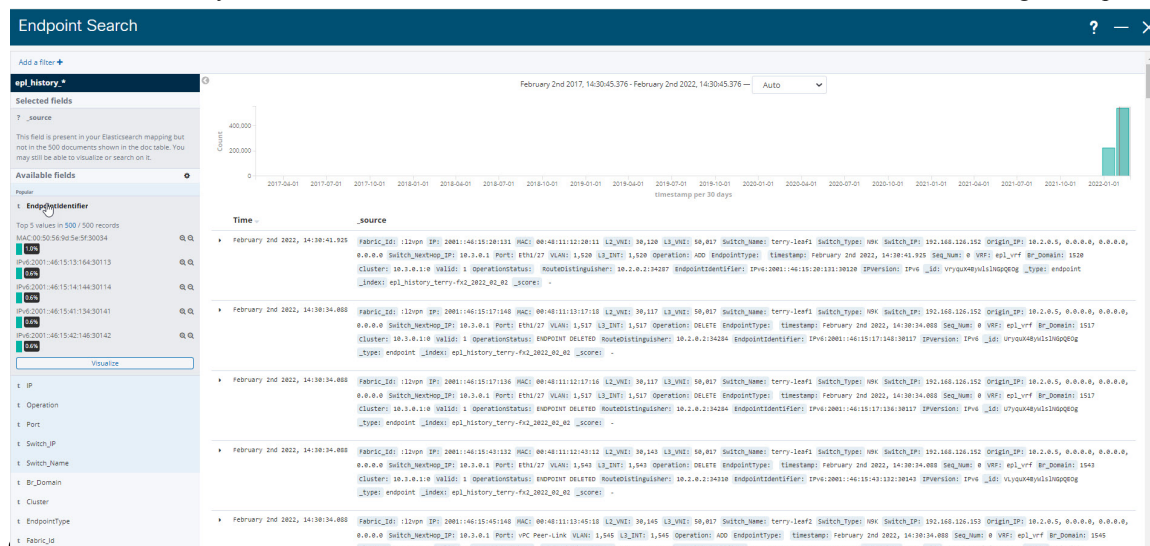 Endpoint Search
? — ×
Add a filter +
epl_history_*
Selected fields
? _source
This field is present in your Elasticsearch mapping but
not in the 500 documents shown in the doc table. You
may still be able to visualize or search on it.
Available fields
Popular
t EndpointIdentifier
Top 5 values in 500 / 500 records
MAC:00:50:56:9d:5e:5f:30034
1.0%
IPv6:2001::46:15:13:164:30113
0.6%
IPv6:2001::46:15:14:144:30114
0.6%
IPv6:2001::46:15:41:134:30141
0.6%
IPv6:2001::46:15:42:146:30142
0.6%
Visualize
t IP
t Operation
t Port
t Switch_IP
t Switch_Name
t Br_Domain
t Cluster
t EndpointType
t Fabric_Id
February 2nd 2017, 14:30:45.376 - February 2nd 2022, 14:30:45.376 — Auto
Count
400,000
200,000
0
2017-04-01 2017-07-01 2017-10-01 2018-01-01 2018-04-01 2018-07-01 2018-10-01 2019-01-01 2019-04-01 2019-07-01 2019-10-01 2020-01-01 2020-04-01 2020-07-01 2020-10-01 2021-01-01 2021-04-01 2021-07-01 2021-10-01 2022-01-01
timestamp per 30 days
Time _source
February 2nd 2022, 14:30:41.925 Fabric_Id: :l2vpn IP: 2001::46:15:20:131 MAC: 00:48:11:12:20:11 L2_VNI: 30,120 L3_VNI: 50,017 Switch_Name: terry-leaf1 Switch_Type: N9K Switch_IP: 192.168.126.152 Origin_IP: 10.2.0.5, 0.0.0.0, 0.0.0.0,
0.0.0.0 Switch_NextHop_IP: 10.3.0.1 Port: Eth1/27 VLAN: 1,520 L3_INT: 1,520 Operation: ADD EndpointType: timestamp: February 2nd 2022, 14:30:41.925 Seq_Num: 0 VRF: epl_vrf Br_Domain: 1520
Cluster: 10.3.0.1:0 Valid: 1 OperationStatus: RouteDistinguisher: 10.2.0.2:34287 EndpointIdentifier: IPv6:2001::46:15:20:131:30120 IPVersion: IPv6 _id: _type: endpoint
_index: epl_history_terry-fx2_2022_02_02 _score: -
February 2nd 2022, 14:30:34.088 Fabric_Id: :l2vpn IP: 2001::46:15:17:148 MAC: 00:48:11:13:17:18 L2_VNI: 30,117 L3_VNI: 50,017 Switch_Name: terry-leaf1 Switch_Type: N9K Switch_IP: 192.168.126.152 Origin_IP: 10.2.0.5, 0.0.0.0, 0.0.0.0,
0.0.0.0 Switch_NextHop_IP: 10.3.0.1 Port: Eth1/27 VLAN: 1,517 L3_INT: 1,517 Operation: DELETE EndpointType: timestamp: February 2nd 2022, 14:30:34.088 Seq_Num: 0 VRF: epl_vrf Br_Domain: 1517
Cluster: 10.3.0.1:0 Valid: 1 OperationStatus: ENDPOINT DELETED RouteDistinguisher: 10.2.0.2:34284 EndpointIdentifier: IPv6:2001::46:15:17:148:30117 IPVersion: IPv6 _id:
_type: endpoint _index: epl_history_terry-fx2_2022_02_02 _score: -
February 2nd 2022, 14:30:34.088 Fabric_Id: :l2vpn IP: 2001::46:15:17:136 MAC: 00:48:11:12:17:16 L2_VNI: 30,117 L3_VNI: 50,017 Switch_Name: terry-leaf1 Switch_Type: N9K Switch_IP: 192.168.126.152 Origin_IP: 10.2.0.5, 0.0.0.0, 0.0.0.0,
0.0.0.0 Switch_NextHop_IP: 10.3.0.1 Port: Eth1/27 VLAN: 1,517 L3_INT: 1,517 Operation: DELETE EndpointType: timestamp: February 2nd 2022, 14:30:34.088 Seq_Num: 0 VRF: epl_vrf Br_Domain: 1517
Cluster: 10.3.0.1:0 Valid: 1 OperationStatus: ENDPOINT DELETED RouteDistinguisher: 10.2.0.2:34284 EndpointIdentifier: IPv6:2001::46:15:17:136:30117 IPVersion: IPv6 _id:
_type: endpoint _index: epl_history_terry-fx2_2022_02_02 _score: -
February 2nd 2022, 14:30:34.088 Fabric_Id: :l2vpn IP: 2001::46:15:43:132 MAC: 00:48:11:12:43:12 L2_VNI: 30,143 L3_VNI: 50,017 Switch_Name: terry-leaf1 Switch_Type: N9K Switch_IP: 192.168.126.152 Origin_IP: 10.2.0.5, 0.0.0.0, 0.0.0.0,
0.0.0.0 Switch_NextHop_IP: 10.3.0.1 Port: Eth1/27 VLAN: 1,543 L3_INT: 1,543 Operation: DELETE EndpointType: timestamp: February 2nd 2022, 14:30:34.088 Seq_Num: 0 VRF: epl_vrf Br_Domain: 1543
Cluster: 10.3.0.1:0 Valid: 1 OperationStatus: ENDPOINT DELETED RouteDistinguisher: 10.2.0.2:34310 EndpointIdentifier: IPv6:2001::46:15:43:132:30143 IPVersion: IPv6 _id:
_type: endpoint _index: epl_history_terry-fx2_2022_02_02 _score: -
February 2nd 2022, 14:30:34.088 Fabric_Id: :l2vpn IP: 2001::46:15:45:148 MAC: 00:48:11:13:45:18 L2_VNI: 30,145 L3_VNI: 50,017 Switch_Name: terry-leaf2 Switch_Type: N9K Switch_IP: 192.168.126.153 Origin_IP: 10.2.0.5, 0.0.0.0, 0.0.0.0,
0.0.0.0 Switch_NextHop_IP: 10.3.0.1 Port: vPC Peer-Link VLAN: 1,545 L3_INT: 1,545 Operation: ADD EndpointType: timestamp: February 2nd 2022, 14:30:34.088 Seq_Num: 0 VRF: epl_vrf Br_Domain: 1545